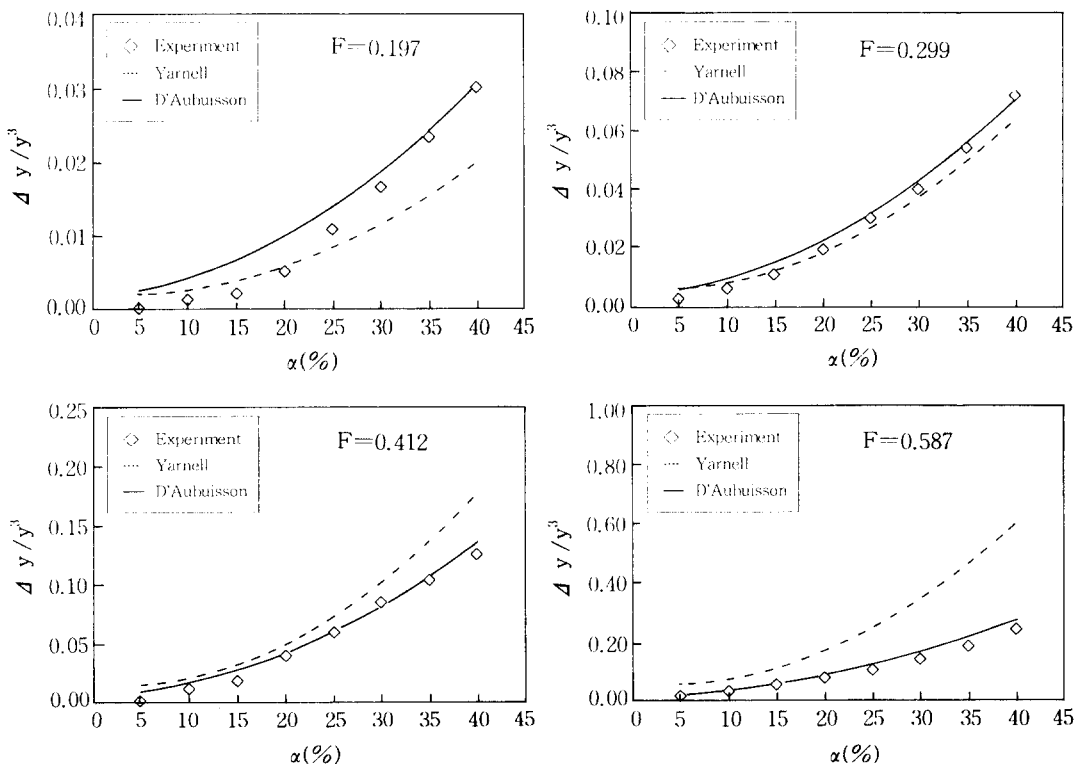 0.04
0.03
0.02
0.01
0.00
Δ y/y³
◇ Experiment
Yarnell
D'Aubuisson
F=0.197
0 5 10 15 20 25 30 35 40 45
α(%)
0.10
0.08
0.06
0.04
0.02
0.00
Δ y/y³
◇ Experiment
Yarnell
D'Aubuisson
F=0.299
0 5 10 15 20 25 30 35 40 45
α(%)
0.25
0.20
0.15
0.10
0.05
0.00
Δ y/y³
◇ Experiment
Yarnell
D'Aubuisson
F=0.412
0 5 10 15 20 25 30 35 40 45
α(%)
1.00
0.80
0.60
0.40
0.20
0.00
Δ y/y³
◇ Experiment
Yarnell
D'Aubuisson
F=0.587
0 5 10 15 20 25 30 35 40 45
α(%)